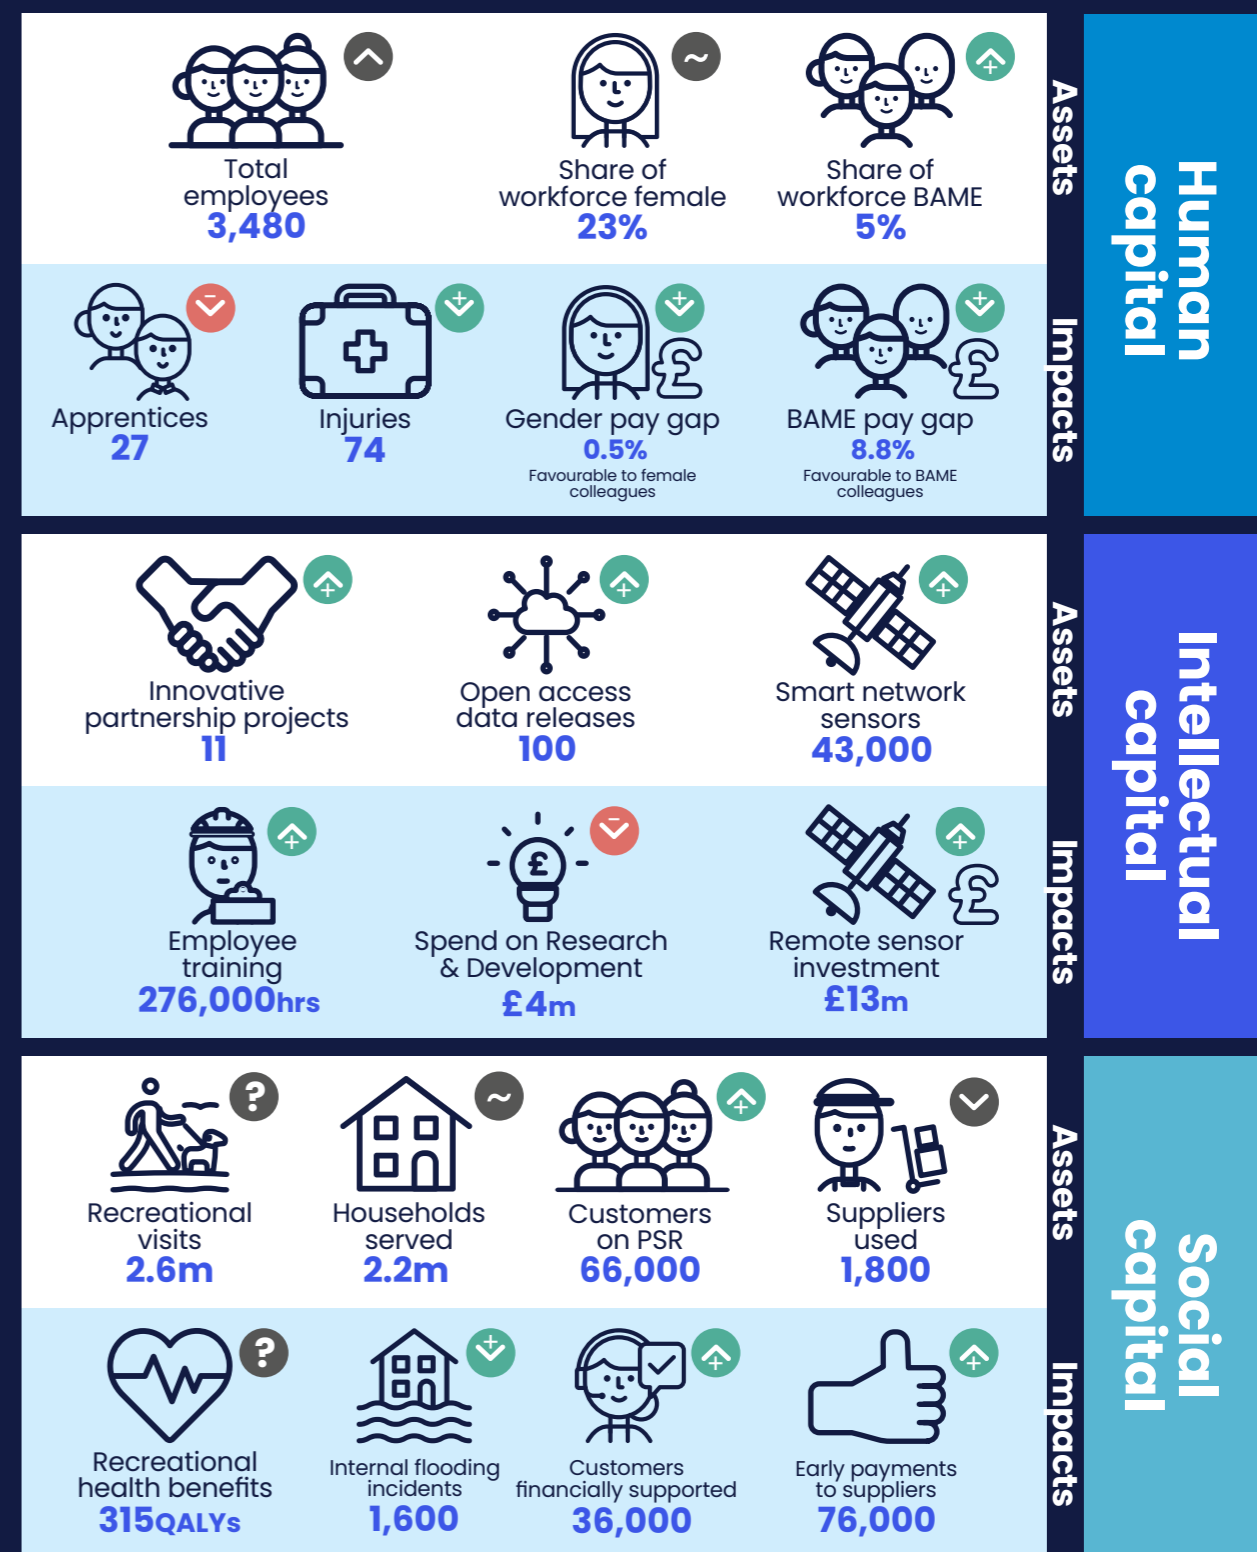 Human
capital
Assets
Total
employees
3,480
~
Share of
workforce female
23%
+
Share of
workforce BAME
5%
Impacts
-
Apprentices
27
+
Injuries
74
+
£
Gender pay gap
0.5%
Favourable to female
colleagues
+
£
BAME pay gap
8.8%
Favourable to BAME
colleagues
Intellectual
capital
Assets
+
Innovative
partnership projects
11
+
Open access
data releases
100
+
Smart network
sensors
43,000
Impacts
+
Employee
training
276,000hrs
-
£
Spend on Research
& Development
£4m
+
£
Remote sensor
investment
£13m
Social
capital
Assets
?
Recreational
visits
2.6m
~
Households
served
2.2m
+
Customers
on PSR
66,000
Suppliers
used
1,800
Impacts
?
Recreational
health benefits
315QALYs
+
Internal flooding
incidents
1,600
+
Customers
financially supported
36,000
+
Early payments
to suppliers
76,000